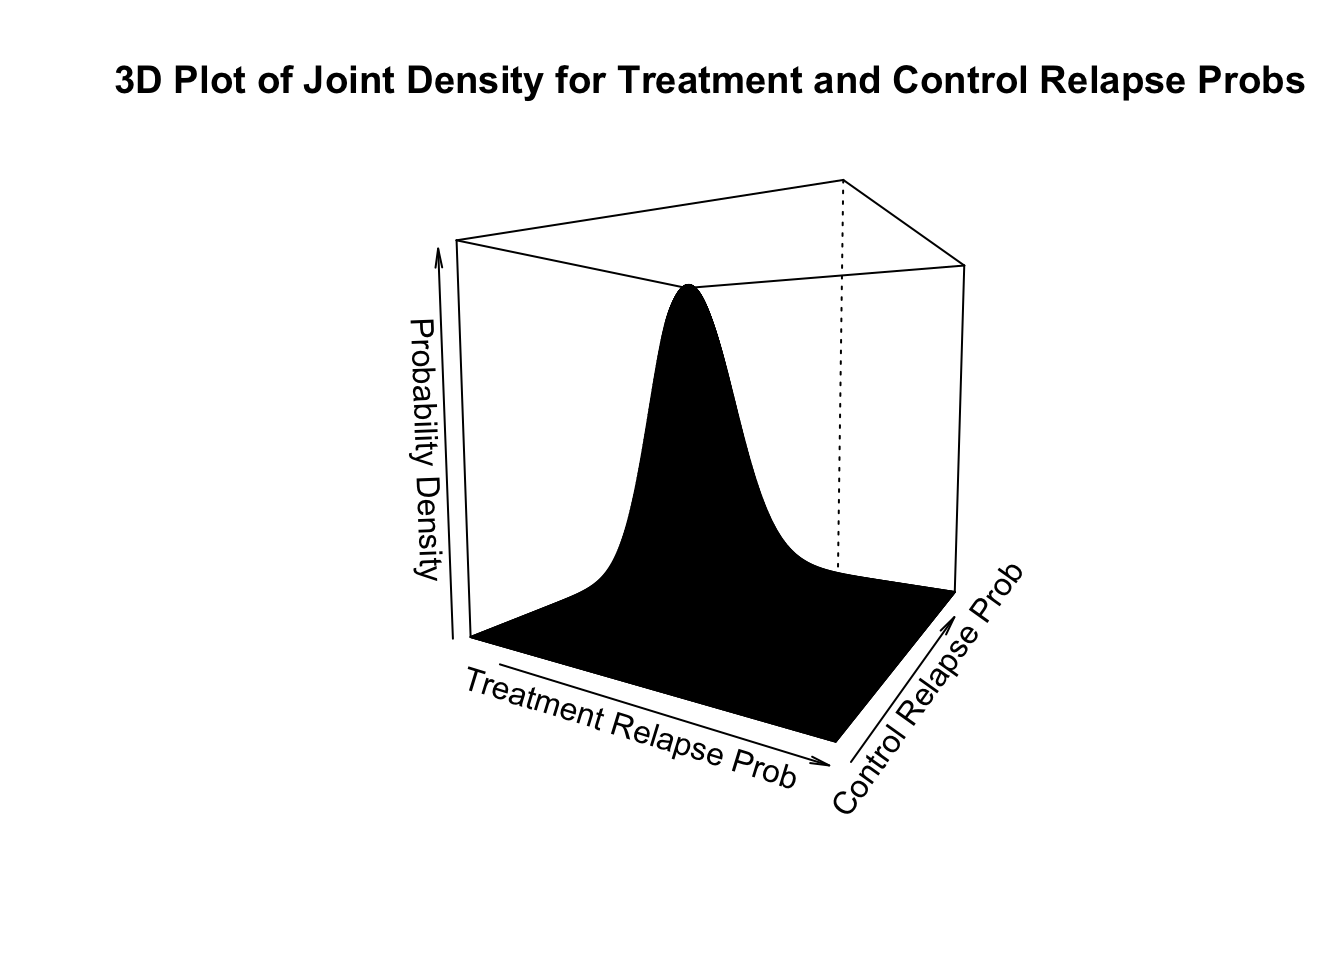 3D Plot of Joint Density for Treatment and Control Relapse Probs
Probability Density
Treatment Relapse Prob
Control Relapse Prob